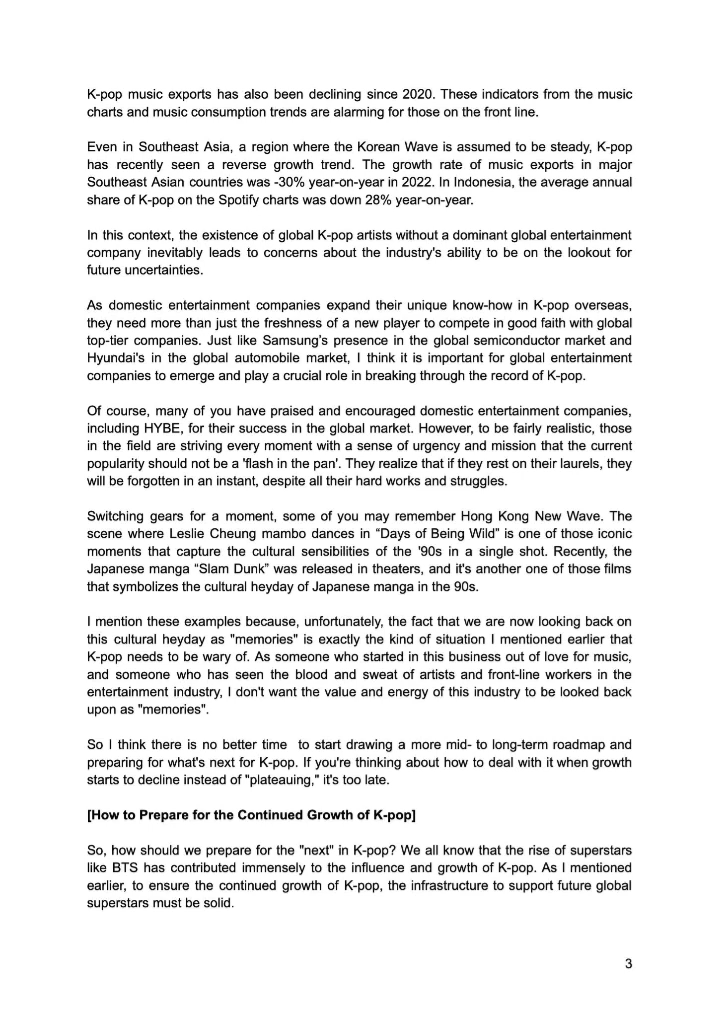 K-pop music exports has also been declining since 2020. These indicators from the music
charts and music consumption trends are alarming for those on the front line.
Even in Southeast Asia, a region where the Korean Wave is assumed to be steady, K-pop
has recently seen a reverse growth trend. The growth rate of music exports in major
Southeast Asian countries was -30% year-on-year in 2022. In Indonesia, the average annual
share of K-pop on the Spotify charts was down 28% year-on-year.
In this context, the existence of global K-pop artists without a dominant global entertainment
company inevitably leads to concerns about the industry's ability to be on the lookout for
future uncertainties.
As domestic entertainment companies expand their unique know-how in K-pop overseas,
they need more than just the freshness of a new player to compete in good faith with global
top-tier companies. Just like Samsung's presence in the global semiconductor market and
Hyundai's in the global automobile market, I think it is important for global entertainment
companies to emerge and play a crucial role in breaking through the record of K-pop.
Of course, many of you have praised and encouraged domestic entertainment companies,
including HYBE, for their success in the global market. However, to be fairly realistic, those
in the field are striving every moment with a sense of urgency and mission that the current
popularity should not be a 'flash in the pan'. They realize that if they rest on their laurels, they
will be forgotten in an instant, despite all their hard works and struggles.
Switching gears for a moment, some of you may remember Hong Kong New Wave. The
scene where Leslie Cheung mambo dances in “Days of Being Wild” is one of those iconic
moments that capture the cultural sensibilities of the '90s in a single shot. Recently, the
Japanese manga “Slam Dunk” was released in theaters, and it's another one of those films
that symbolizes the cultural heyday of Japanese manga in the 90s.
I mention these examples because, unfortunately, the fact that we are now looking back on
this cultural heyday as "memories" is exactly the kind of situation I mentioned earlier that
K-pop needs to be wary of. As someone who started in this business out of love for music,
and someone who has seen the blood and sweat of artists and front-line workers in the
entertainment industry, I don't want the value and energy of this industry to be looked back
upon as "memories".
So I think there is no better time  to start drawing a more mid- to long-term roadmap and
preparing for what's next for K-pop. If you're thinking about how to deal with it when growth
starts to decline instead of "plateauing," it's too late.
[How to Prepare for the Continued Growth of K-pop]
So, how should we prepare for the "next" in K-pop? We all know that the rise of superstars
like BTS has contributed immensely to the influence and growth of K-pop. As I mentioned
earlier, to ensure the continued growth of K-pop, the infrastructure to support future global
superstars must be solid.
3